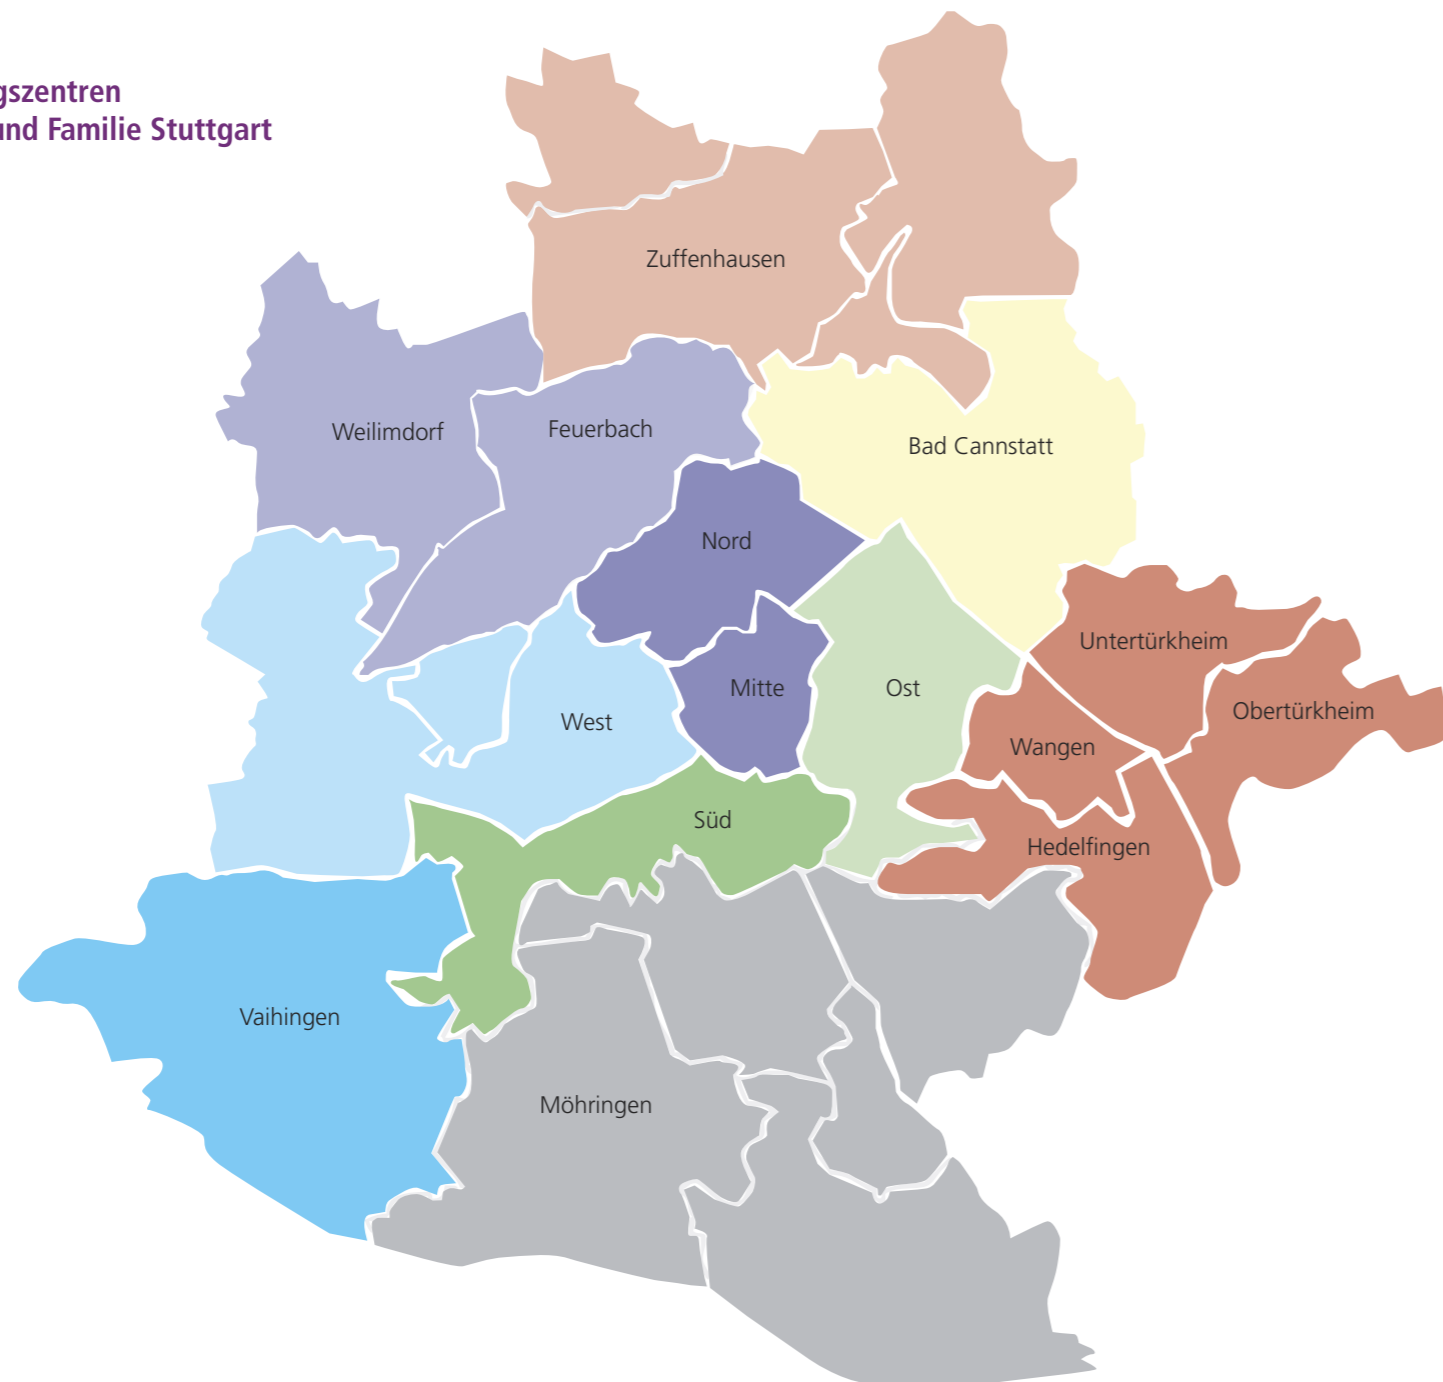 gszentren
und Familie Stuttgart
Zuffenhausen
Weilimdorf
Feuerbach
Bad Cannstatt
Nord
Untertürkheim
Mitte
Ost
Obertürkheim
West
Wangen
Süd
Hedelfingen
Vaihingen
Möhringen